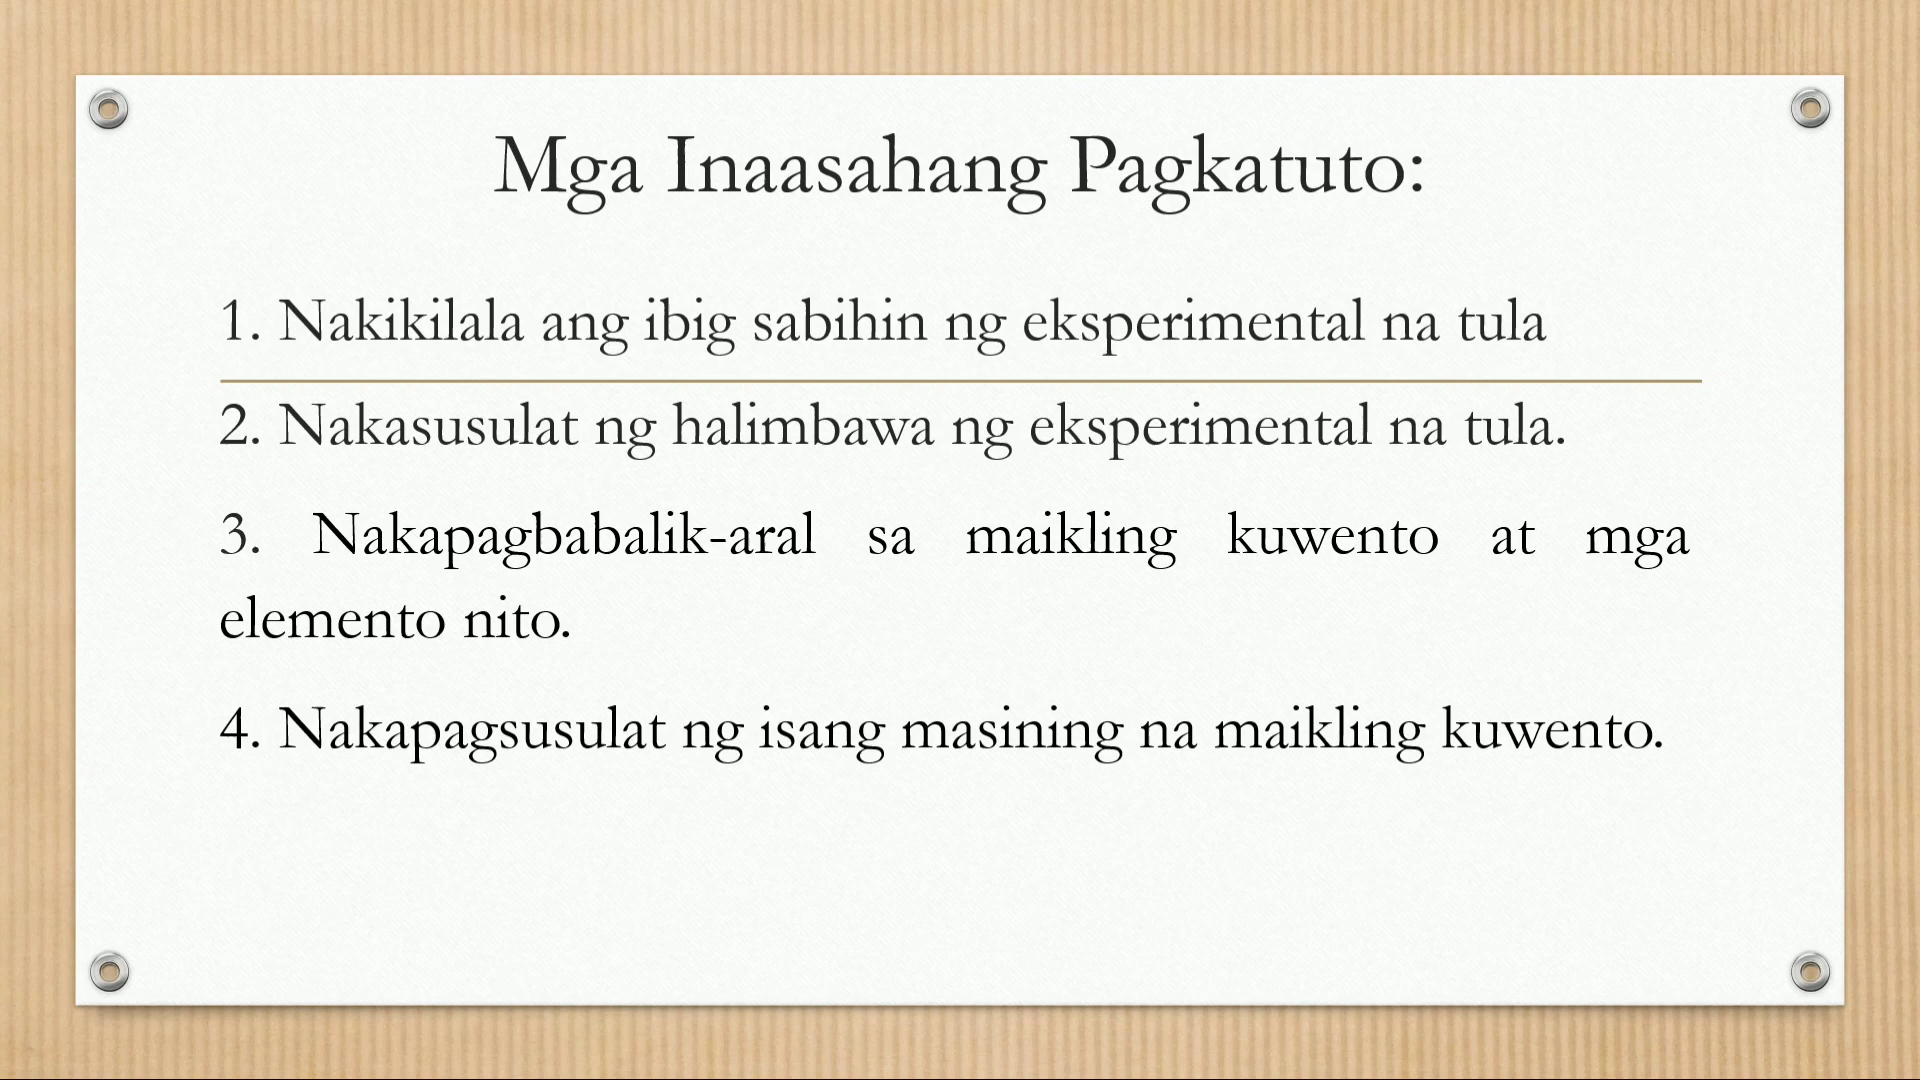 Mga Inaasahang Pagkatuto:
1. Nakikilala ang ibig sabihin ng eksperimental na tula
2. Nakasusulat ng halimbawa ng eksperimental na tula.
3. Nakapagbabalik-aral sa maikling kuwento at mga
elemento nito.
4. Nakapagsusulat ng isang masining na maikling kuwento.